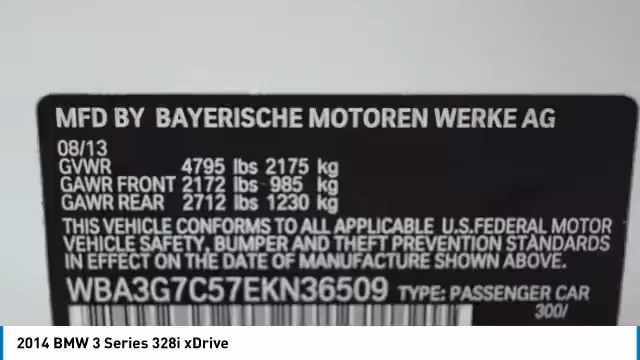 MFD BY BAYERISCHE MOTOREN WERKE AG
08/13
GVWR 4795 lbs 2175 kg
GAWR FRONT 2172 lbs 985 kg
GAWR REAR 2712 lbs 1230 kg
THIS VEHICLE CONFORMS TO ALL APPLICABLE U.S.FEDERAL MOTOR
VEHICLE SAFETY, BUMPER AND THEFT PREVENTION STANDARDS
IN EFFECT ON THE DATE OF MANUFACTURE SHOWN ABOVE.
WBA3G7C57EKN36509 TYPE: PASSENGER CAR
300/
2014 BMW 3 Series 328i xDrive